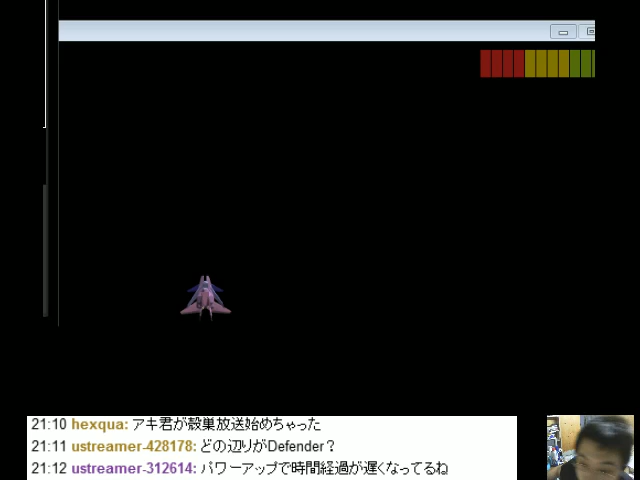 21:10 hexqua: アキ君が殻巣放送始めちゃった
21:11 ustreamer-428178: どの辺りがDefender？
21:12 ustreamer-312614: パワーアップで時間経過が遅くなってるね